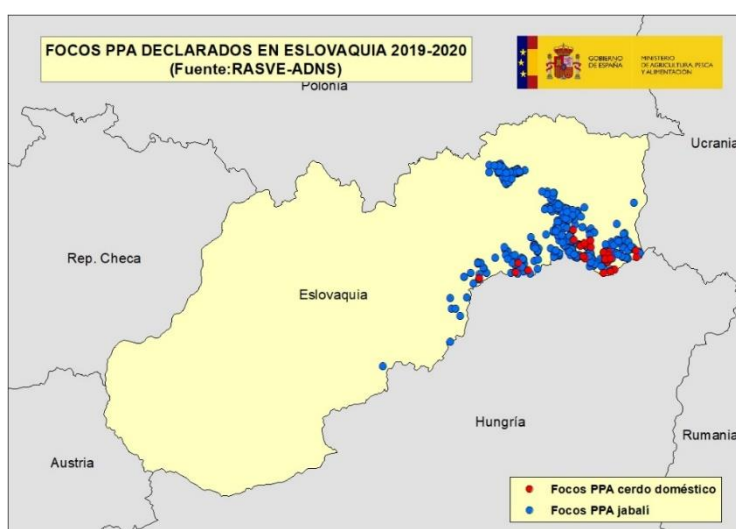 FOCOS PPA DECLARADOS EN ESLOVAQUIA 2019-2020
(Fuente:RASVE-ADNS)
GOBIERNO
DE ESPAÑA
MINISTERIO
DE AGRICULTURA, PESCA
Y ALIMENTACIÓN
Polonia
Ucrania
Rep. Checa
Eslovaquia
Hungría
Rumania
Austria
Focos PPA cerdo doméstico
Focos PPA jabalí